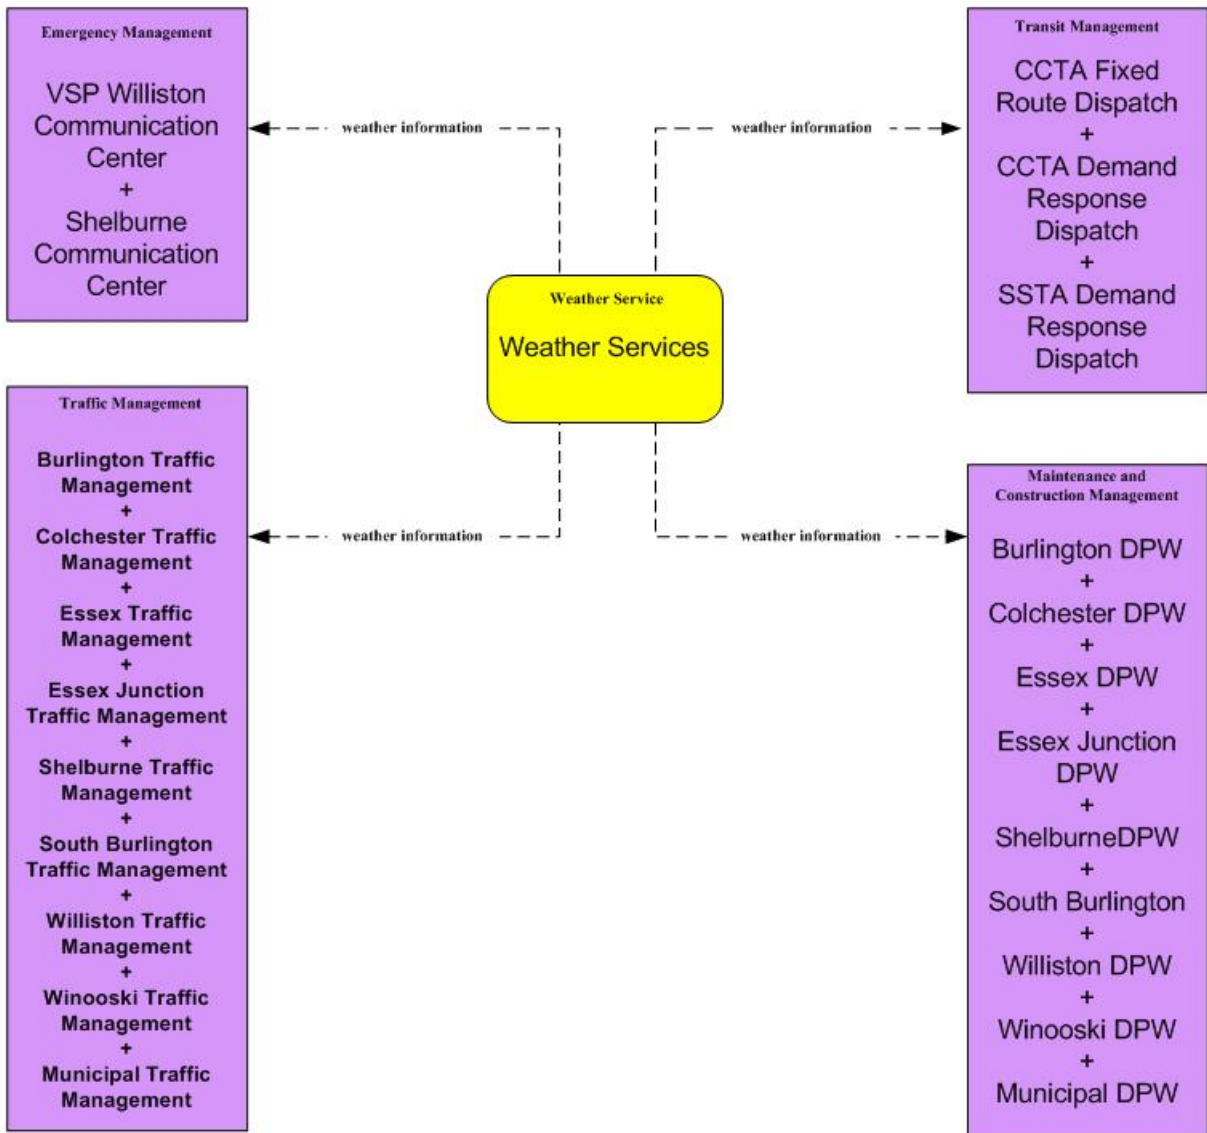 Emergency Management
VSP Williston
Communication
Center
+
Shelburne
Communication
Center
weather information
weather information
Transit Management
CCTA Fixed
Route Dispatch
+
CCTA Demand
Response
Dispatch
+
SSTA Demand
Response
Dispatch
Weather Service
Weather Services
Traffic Management
Burlington Traffic
Management
+
Colchester Traffic
Management
+
Essex Traffic
Management
+
Essex Junction
Traffic Management
+
Shelburne Traffic
Management
+
South Burlington
Traffic Management
+
Williston Traffic
Management
+
Winooski Traffic
Management
+
Municipal Traffic
Management
weather information
weather information
Maintenance and
Construction Management
Burlington DPW
+
Colchester DPW
+
Essex DPW
+
Essex Junction
DPW
+
ShelburneDPW
+
South Burlington
+
Williston DPW
+
Winooski DPW
+
Municipal DPW